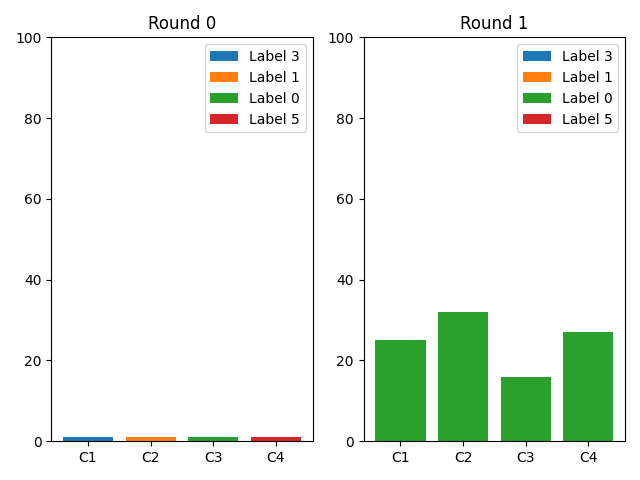 Round 0
100
80
60
40
20
0
Label 3
Label 1
Label 0
Label 5
C1 C2 C3 C4
Round 1
100
80
60
40
20
0
Label 3
Label 1
Label 0
Label 5
C1 C2 C3 C4